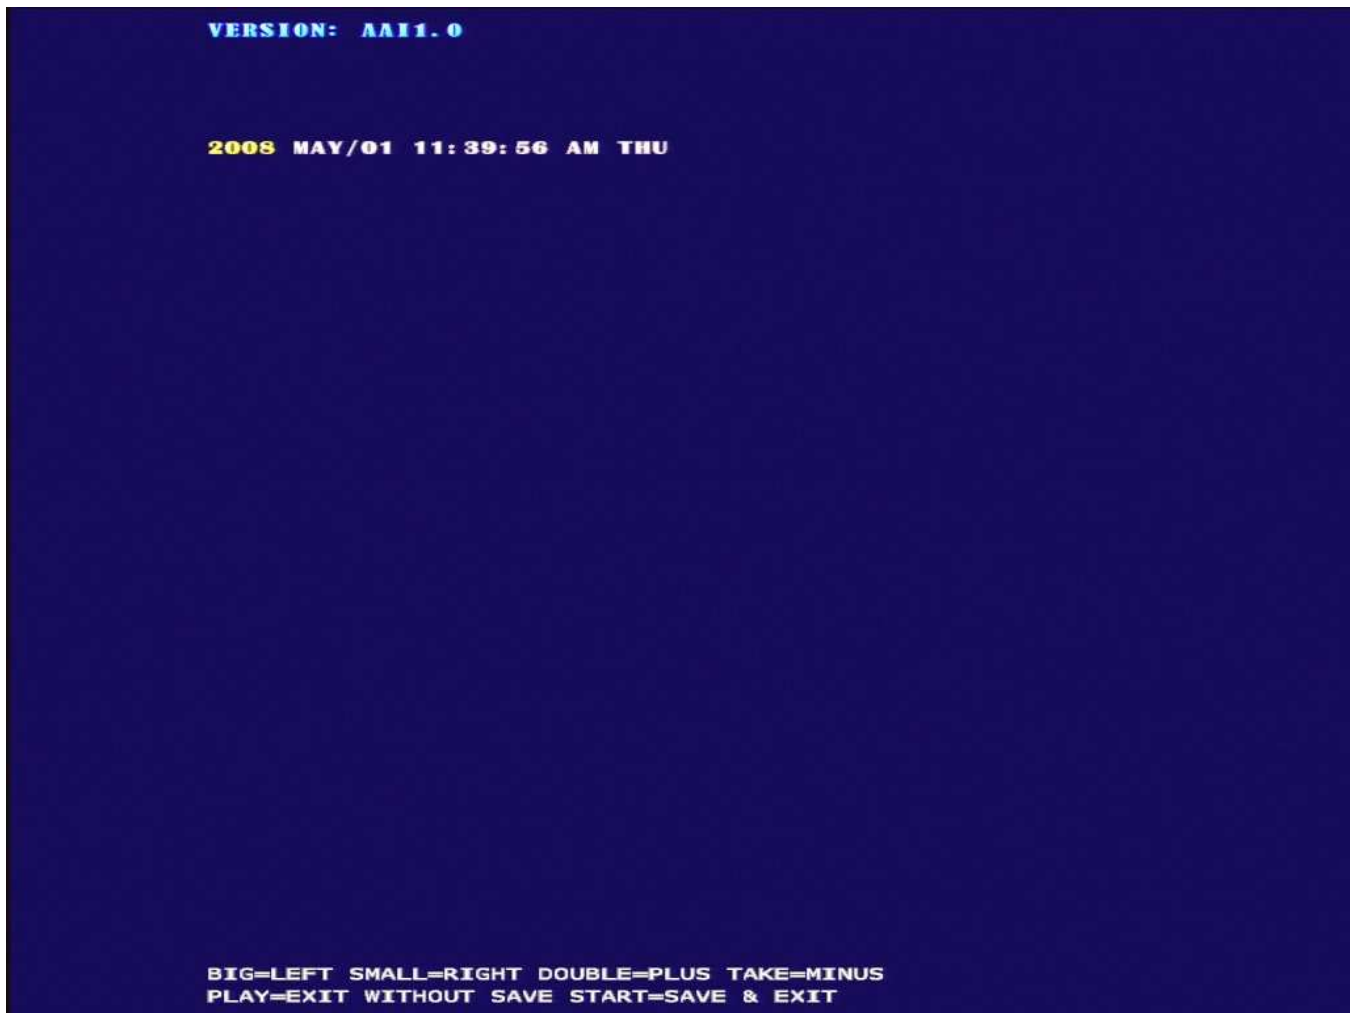 VERSION: AAI1.0
2008 MAY/01 11:39:56 AM THU
BIG=LEFT SMALL=RIGHT DOUBLE=PLUS TAKE=MINUS
PLAY=EXIT WITHOUT SAVE START=SAVE & EXIT